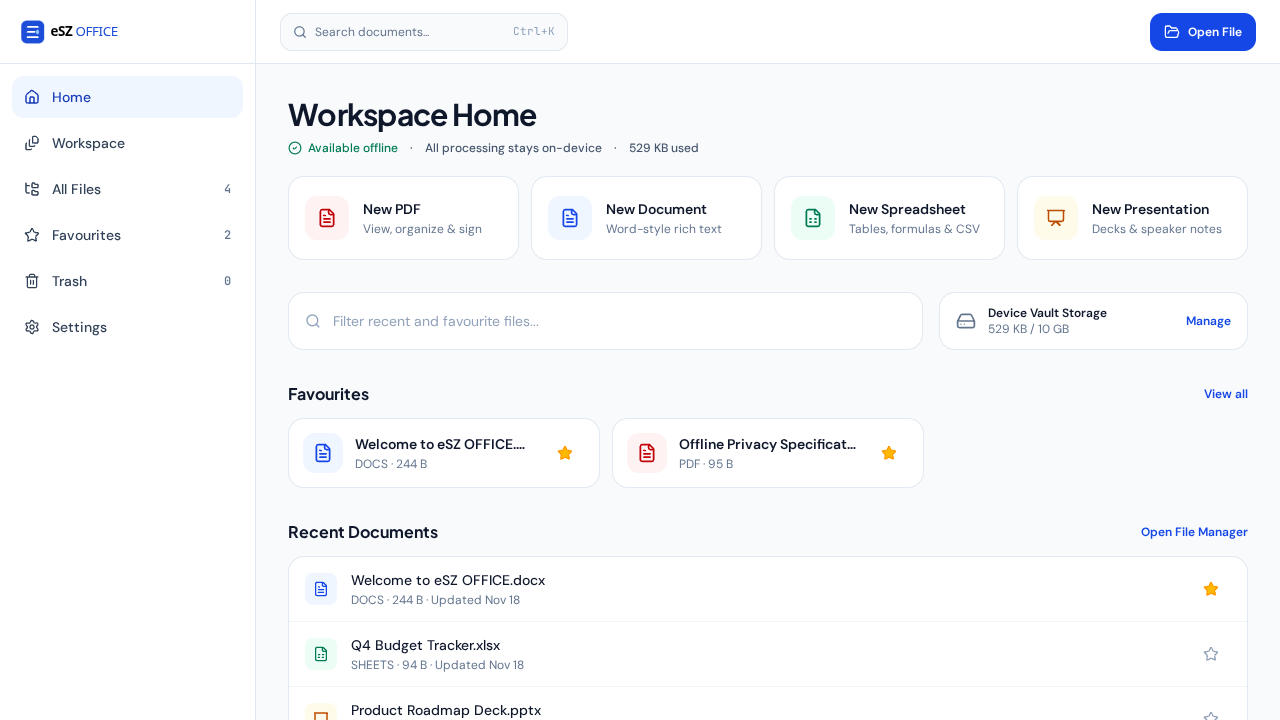 eSZ OFFICE
Search documents... Ctrl+K
Open File
Home
Workspace
All Files 4
Favourites 2
Trash 0
Settings
Workspace Home
Available offline · All processing stays on-device · 529 KB used
New PDF
View, organize & sign
New Document
Word-style rich text
New Spreadsheet
Tables, formulas & CSV
New Presentation
Decks & speaker notes
Filter recent and favourite files...
Device Vault Storage
529 KB / 10 GB
Manage
Favourites
View all
Welcome to eSZ OFFICE....
DOCS · 244 B
Offline Privacy Specificat...
PDF · 95 B
Recent Documents
Open File Manager
Welcome to eSZ OFFICE.docx
DOCS · 244 B · Updated Nov 18
Q4 Budget Tracker.xlsx
SHEETS · 94 B · Updated Nov 18
Product Roadmap Deck.pptx